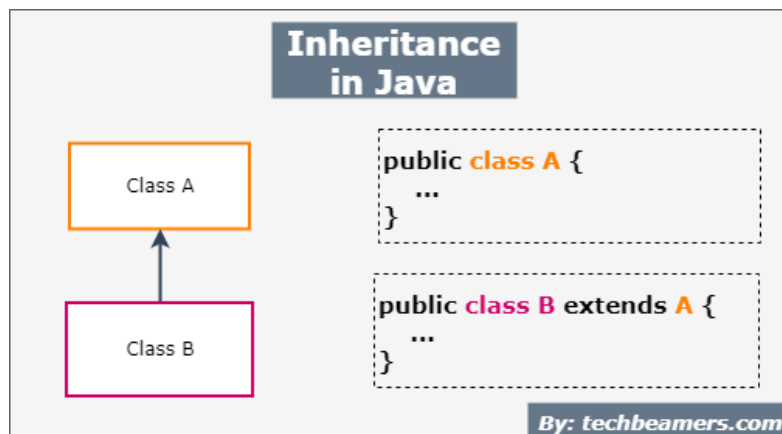 Inheritance
in Java
Class A
public class A {
...
}
Class B
public class B extends A {
...
}
By: techbeamers.com